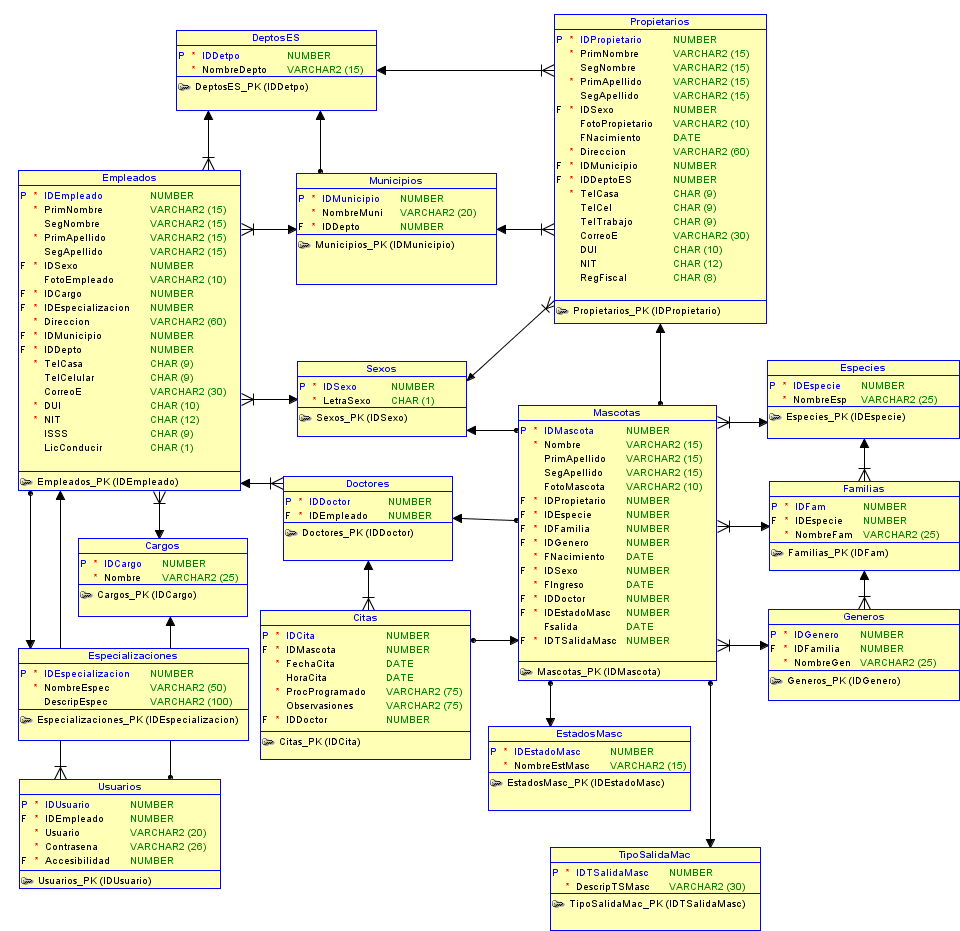 DeptosES
P * IDDetpo NUMBER
* NombreDepto VARCHAR2 (15)
DeptosES_PK (IDDetpo)
Propietarios
P * IDPropietario NUMBER
* PrimNombre VARCHAR2 (15)
SegNombre VARCHAR2 (15)
* PrimApellido VARCHAR2 (15)
SegApellido VARCHAR2 (15)
F * IDSexo NUMBER
FotoPropietario VARCHAR2 (10)
FNacimiento DATE
* Direccion VARCHAR2 (60)
F * IDMunicipio NUMBER
F * IDDeptoES NUMBER
* TelCasa CHAR (9)
TelCel CHAR (9)
TelTrabajo CHAR (9)
CorreoE VARCHAR2 (30)
DUI CHAR (10)
NIT CHAR (12)
RegFiscal CHAR (8)
Propietarios_PK (IDPropietario)
Empleados
P * IDEmpleado NUMBER
* PrimNombre VARCHAR2 (15)
SegNombre VARCHAR2 (15)
* PrimApellido VARCHAR2 (15)
SegApellido VARCHAR2 (15)
F * IDSexo NUMBER
FotoEmpleado VARCHAR2 (10)
F * IDCargo NUMBER
F * IDEspecializacion NUMBER
* Direccion VARCHAR2 (60)
F * IDMunicipio NUMBER
F * IDDepto NUMBER
* TelCasa CHAR (9)
TelCelular CHAR (9)
CorreoE VARCHAR2 (30)
* DUI CHAR (10)
* NIT CHAR (12)
ISSS CHAR (9)
LicConducir CHAR (1)
Empleados_PK (IDEmpleado)
Municipios
P * IDMunicipio NUMBER
* NombreMuni VARCHAR2 (20)
F * IDDepto NUMBER
Municipios_PK (IDMunicipio)
Sexos
P * IDSexo NUMBER
* LetraSexo CHAR (1)
Sexos_PK (IDSexo)
Mascotas
P * IDMascota NUMBER
* Nombre VARCHAR2 (15)
PrimApellido VARCHAR2 (15)
SegApellido VARCHAR2 (15)
FotoMascota VARCHAR2 (10)
F * IDPropietario NUMBER
F * IDEspecie NUMBER
F * IDFamilia NUMBER
F * IDGenero NUMBER
* FNacimiento DATE
F * IDSexo NUMBER
* FIngreso DATE
F * IDDoctor NUMBER
F * IDEstadoMasc NUMBER
Fsalida DATE
F * IDTSalidaMasc NUMBER
Mascotas_PK (IDMascota)
Especies
P * IDEspecie NUMBER
* NombreEsp VARCHAR2 (25)
Especies_PK (IDEspecie)
Familias
P * IDFam NUMBER
F * IDEspecie NUMBER
* NombreFam VARCHAR2 (25)
Familias_PK (IDFam)
Generos
P * IDGenero NUMBER
F * IDFamilia NUMBER
* NombreGen VARCHAR2 (25)
Generos_PK (IDGenero)
Doctores
P * IDDoctor NUMBER
F * IDEmpleado NUMBER
Doctores_PK (IDDoctor)
Cargos
P * IDCargo NUMBER
* Nombre VARCHAR2 (25)
Cargos_PK (IDCargo)
Citas
P * IDCita NUMBER
F * IDMascota NUMBER
* FechaCita DATE
HoraCita DATE
* ProcProgramado VARCHAR2 (75)
Observasiones VARCHAR2 (75)
F * IDDoctor NUMBER
Citas_PK (IDCita)
Especializaciones
P * IDEspecializacion NUMBER
* NombreEspec VARCHAR2 (50)
DescripEspec VARCHAR2 (100)
Especializaciones_PK (IDEspecializacion)
EstadosMasc
P * IDEstadoMasc NUMBER
* NombreEstMasc VARCHAR2 (15)
EstadosMasc_PK (IDEstadoMasc)
Usuarios
P * IDUsuario NUMBER
F * IDEmpleado NUMBER
* Usuario VARCHAR2 (20)
* Contrasena VARCHAR2 (26)
F * Accesibilidad NUMBER
Usuarios_PK (IDUsuario)
TipoSalidaMac
P * IDTSalidaMasc NUMBER
* DescripTSMasc VARCHAR2 (30)
TipoSalidaMac_PK (IDTSalidaMasc)